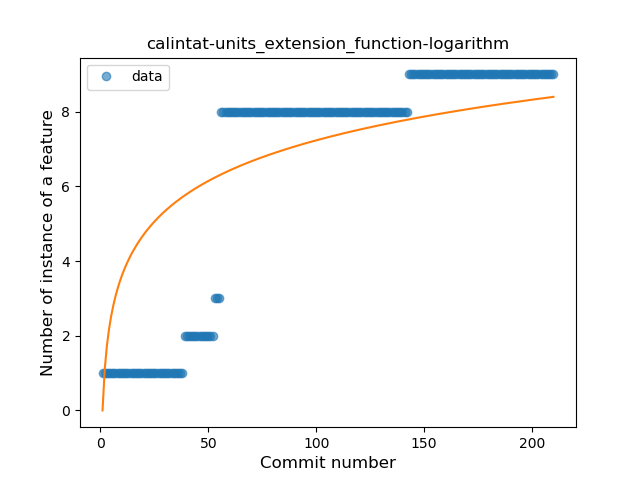 calintat-units_extension_function-logarithm
data
Number of instance of a feature
8
6
4
2
0
0
50
100
150
200
Commit number